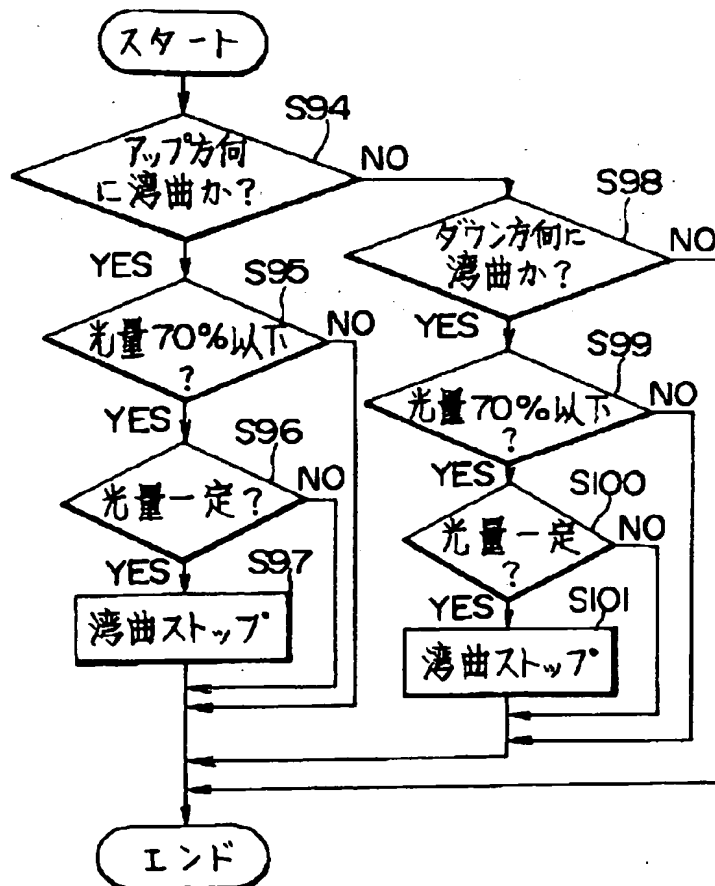 スタート
S94
アップ方向
に湾曲か?
NO
YES
S98
ダウン方向に
湾曲か?
NO
YES
S95
光量70%以下
?
NO
YES
S99
光量70%以下
?
NO
YES
S96
光量一定?
NO
YES
S100
光量一定
?
NO
YES
S97
湾曲ストップ
S101
湾曲ストップ
エンド